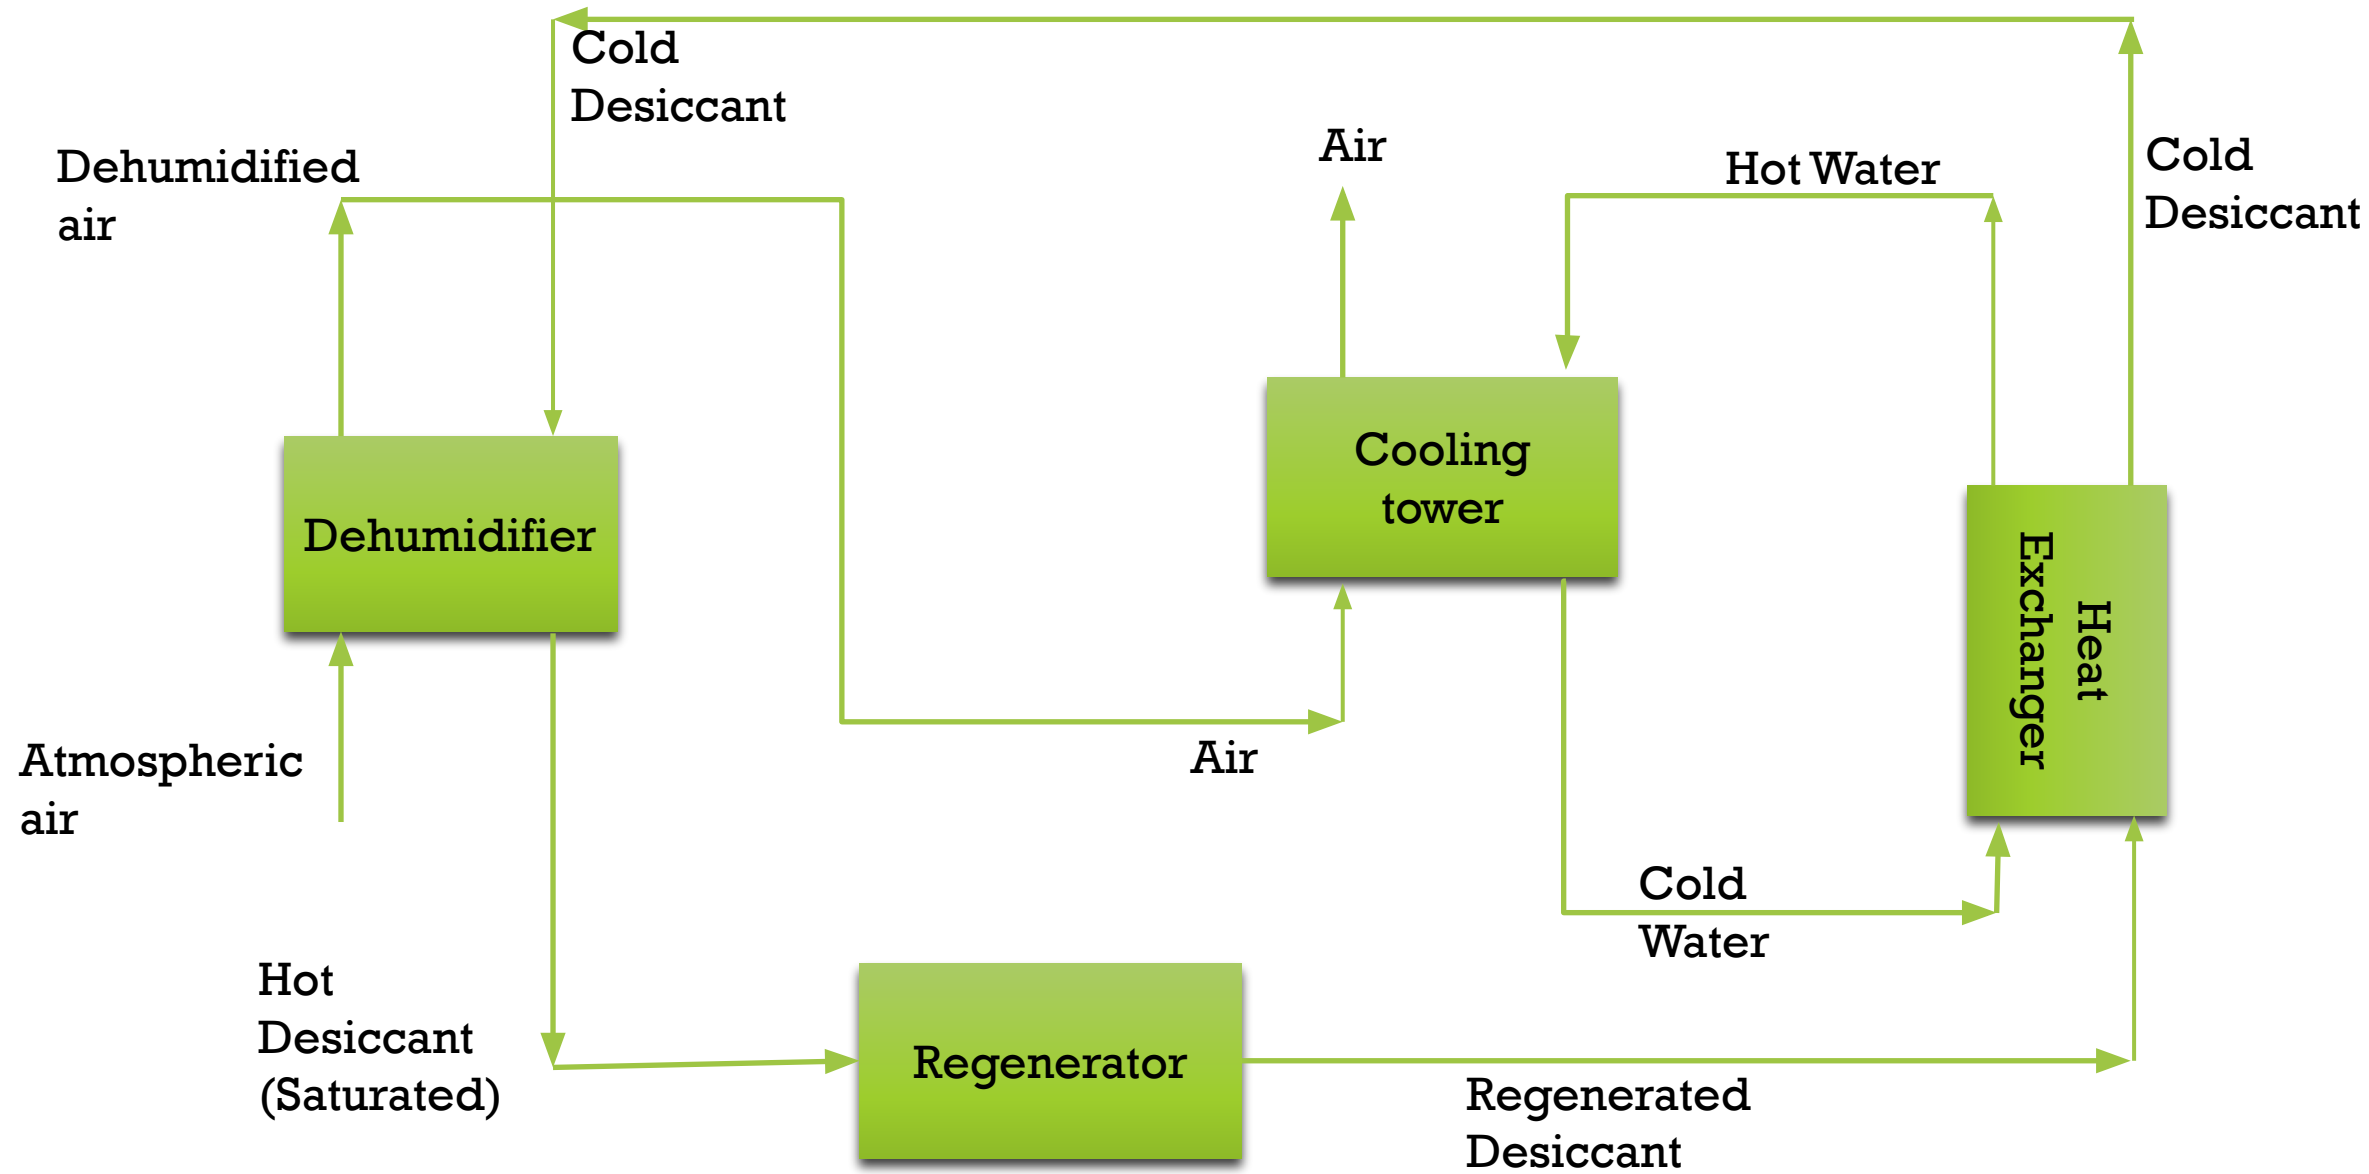 Cold
Desiccant
Dehumidified
air
Air
Hot Water
Cold
Desiccant
Dehumidifier
Cooling
tower
Heat
Exchanger
Atmospheric
air
Air
Cold
Water
Hot
Desiccant
(Saturated)
Regenerator
Regenerated
Desiccant